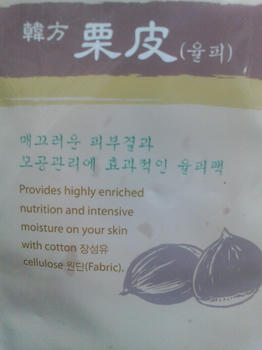 韓方 栗皮(율피)
매끄러운 피부결과
모공관리에 효과적인 율피팩
Provides highly enriched
nutrition and intensive
moisture on your skin
with cotton 장섬유
cellulose 원단(Fabric).